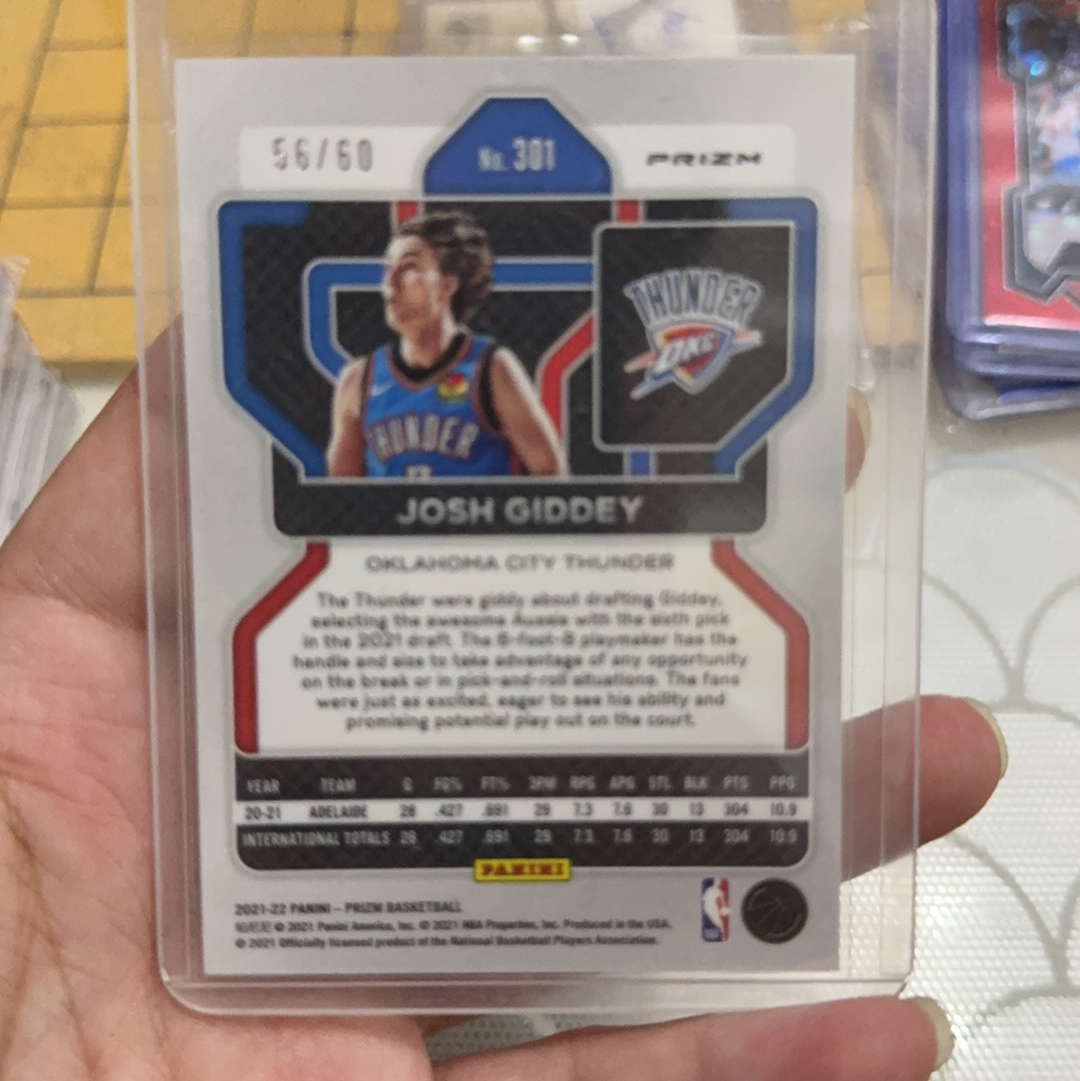 56/60
No. 301
PRIZM
THUNDER
OKC
THUNDER
JOSH GIDDEY
OKLAHOMA CITY THUNDER
The Thunder were giddy about drafting Giddey,
selecting the awesome Aussie with the sixth pick
in the 2021 draft. The 6-foot-8 playmaker has the
handle and size to take advantage of any opportunity
on the break or in pick-and-roll situations. The fans
were just as excited, eager to see his ability and
promising potential play out on the court.
YEAR TEAM G FG% FT% 3PM RPG APG STL BLK PTS PPG
20-21 ADELAIDE 28 .427 .691 29 7.3 7.6 30 13 304 10.9
INTERNATIONAL TOTALS 28 .427 .691 29 7.3 7.6 30 13 304 10.9
PANINI
2021-22 PANINI – PRIZM BASKETBALL
© 2021 Panini America, Inc. © 2021 NBA Properties, Inc. Produced in the USA.
© 2021 Officially licensed product of the National Basketball Players Association.